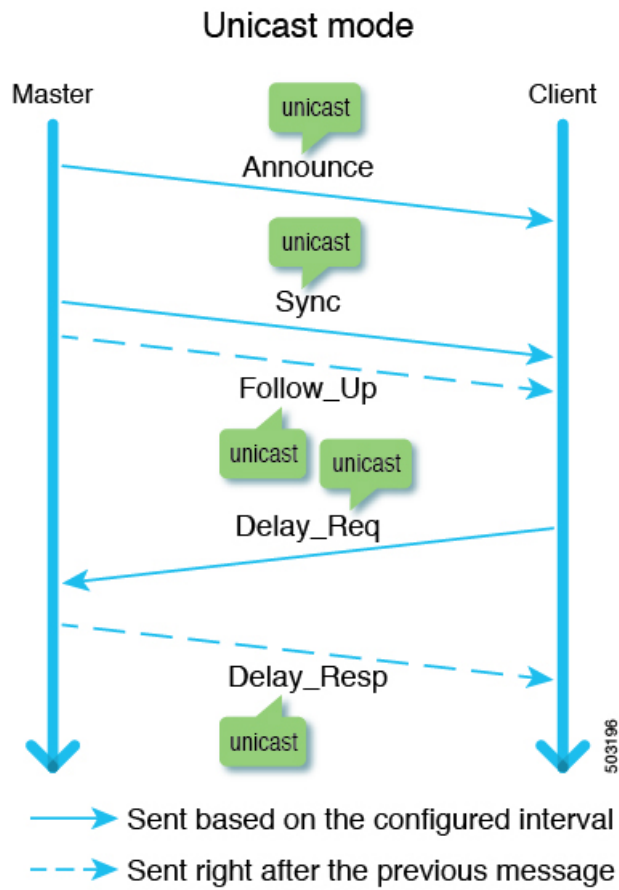 Unicast mode
Master
Client
unicast
Announce
unicast
Sync
Follow_Up
unicast
unicast
Delay_Req
Delay_Resp
unicast
503196
Sent based on the configured interval
Sent right after the previous message